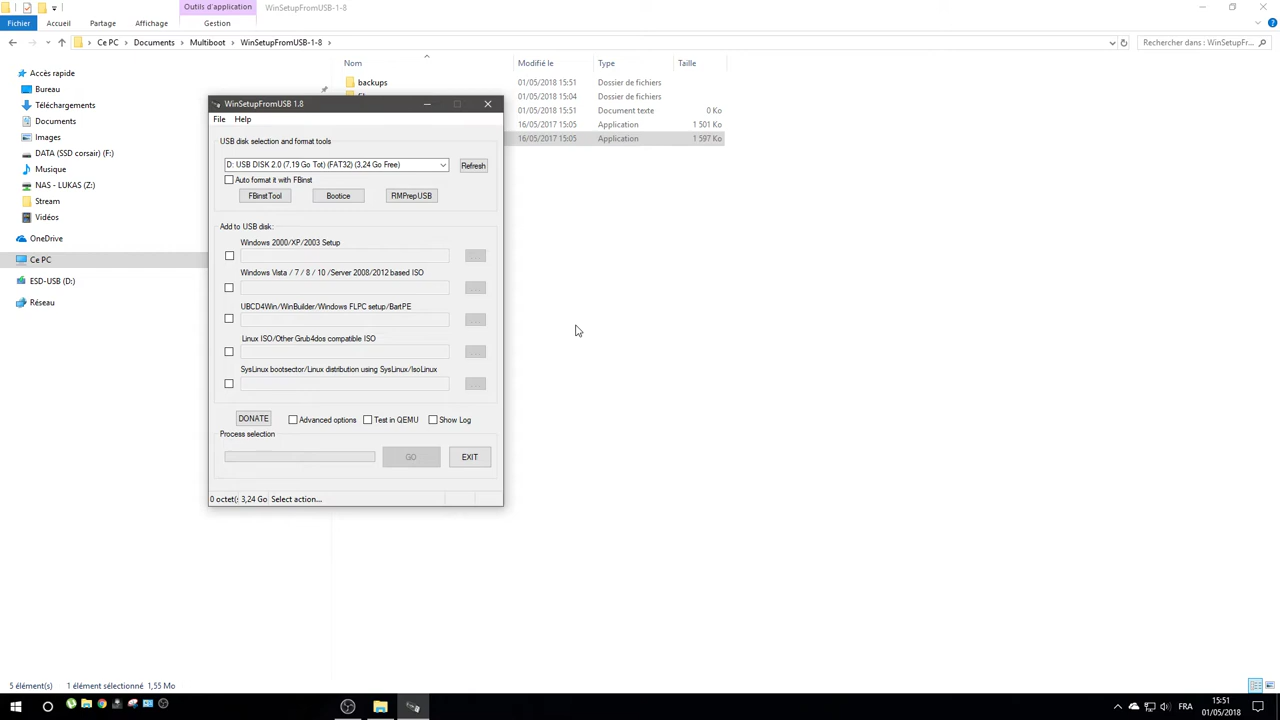 Outils d'application
WinSetupFromUSB-1-8
Fichier
Accueil
Partage
Affichage
Gestion
Ce PC > Documents > Multiboot > WinSetupFromUSB-1-8 >
Rechercher dans : WinSetupFr...
Accès rapide
Bureau
Téléchargements
Documents
Images
DATA (SSD corsair) (F:)
Musique
NAS - LUKAS (Z:)
Stream
Vidéos
OneDrive
Ce PC
ESD-USB (D:)
Réseau
Nom
Modifié le
Type
Taille
backups
01/05/2018 15:51
Dossier de fichiers
01/05/2018 15:04
Dossier de fichiers
01/05/2018 15:51
Document texte
0 Ko
16/05/2017 15:05
Application
1 501 Ko
16/05/2017 15:05
Application
1 597 Ko
WinSetupFromUSB 1.8
File
Help
USB disk selection and format tools
D: USB DISK 2.0 (7,19 Go Tot) (FAT32) (3,24 Go Free)
Refresh
Auto format it with FBinst
FBinstTool
Bootice
RMPrepUSB
Add to USB disk:
Windows 2000/XP/2003 Setup
...
Windows Vista / 7 / 8 / 10 /Server 2008/2012 based ISO
...
UBCD4Win/WinBuilder/Windows FLPC setup/BartPE
...
Linux ISO/Other Grub4dos compatible ISO
...
SysLinux bootsector/Linux distribution using SysLinux/IsoLinux
...
DONATE
Advanced options
Test in QEMU
Show Log
Process selection
GO
EXIT
0 octet(s
3,24 Go
Select action...
5 élément(s)
1 élément sélectionné 1,55 Mo
FRA
15:51
01/05/2018